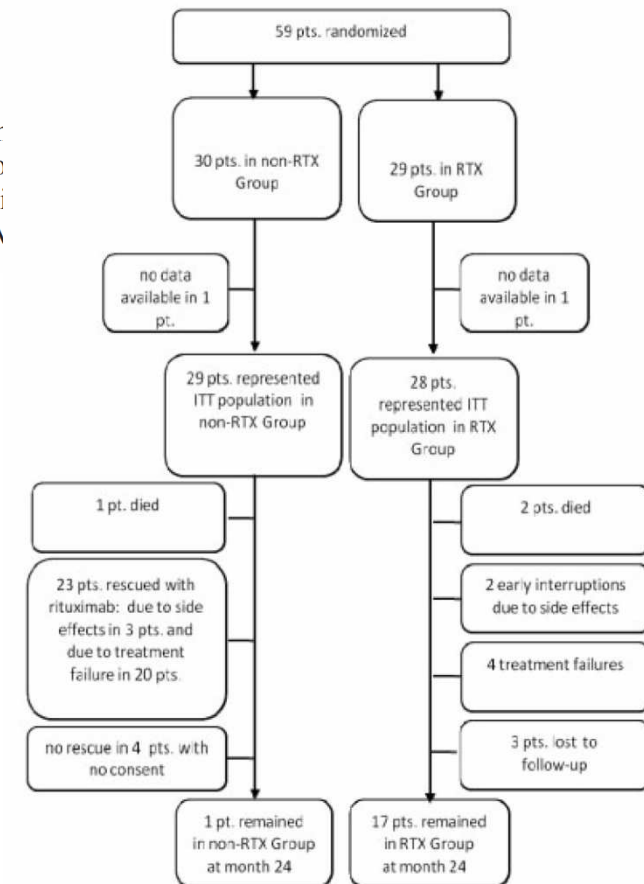 59 pts. randomized
30 pts. in non-RTX
Group
29 pts. in RTX
Group
no data
available in 1
pt.
no data
available in 1
pt.
29 pts. represented
ITT population in
non-RTX Group
28 pts.
represented ITT
population in RTX
Group
1 pt. died
2 pts. died
23 pts. rescued with
rituximab: due to side
effects in 3 pts. and
due to treatment
failure in 20 pts.
2 early interruptions
due to side effects
4 treatment failures
no rescue in 4 pts. with
no consent
3 pts. lost to
follow-up
1 pt. remained
in non-RTX Group
at month 24
17 pts. remained
in RTX Group
at month 24